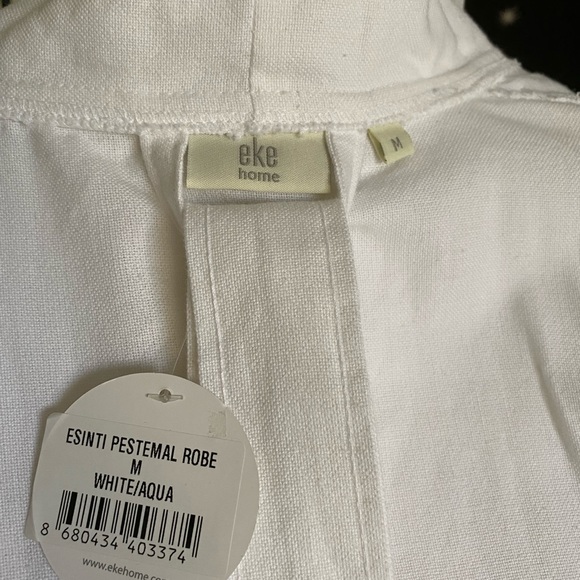 eke
home
M
ESINTI PESTEMAL ROBE
M
WHITE/AQUA
8 680434 403374
www.ekehome.com